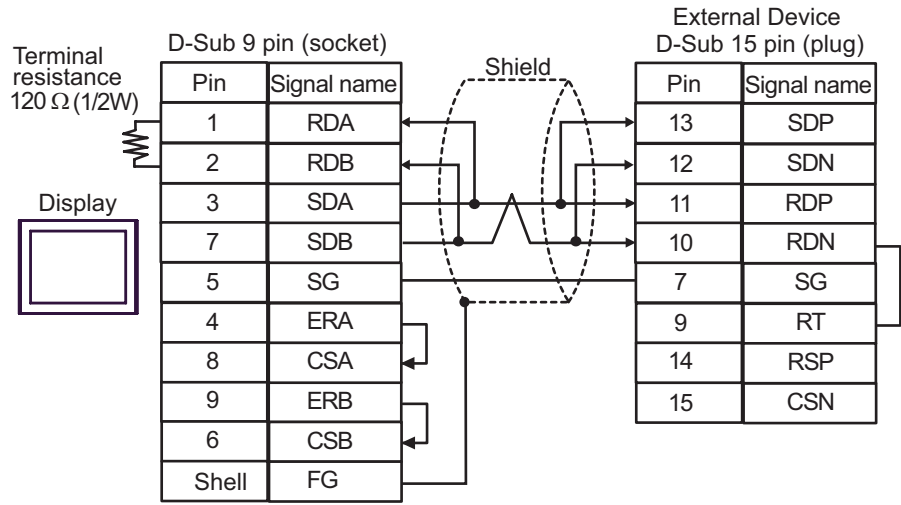 External Device
D-Sub 9 pin (socket)
D-Sub 15 pin (plug)
Terminal
resistance
120 Ω (1/2W)
Shield
Display
Pin Signal name
1 RDA
2 RDB
3 SDA
7 SDB
5 SG
4 ERA
8 CSA
9 ERB
6 CSB
Shell FG
Pin Signal name
13 SDP
12 SDN
11 RDP
10 RDN
7 SG
9 RT
14 RSP
15 CSN